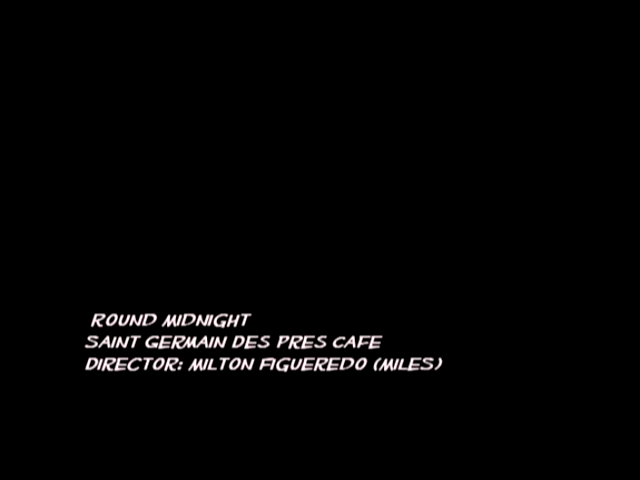 ROUND MIDNIGHT
SAINT GERMAIN DES PRES CAFE
DIRECTOR: MILTON FIGUEREDO (MILES)